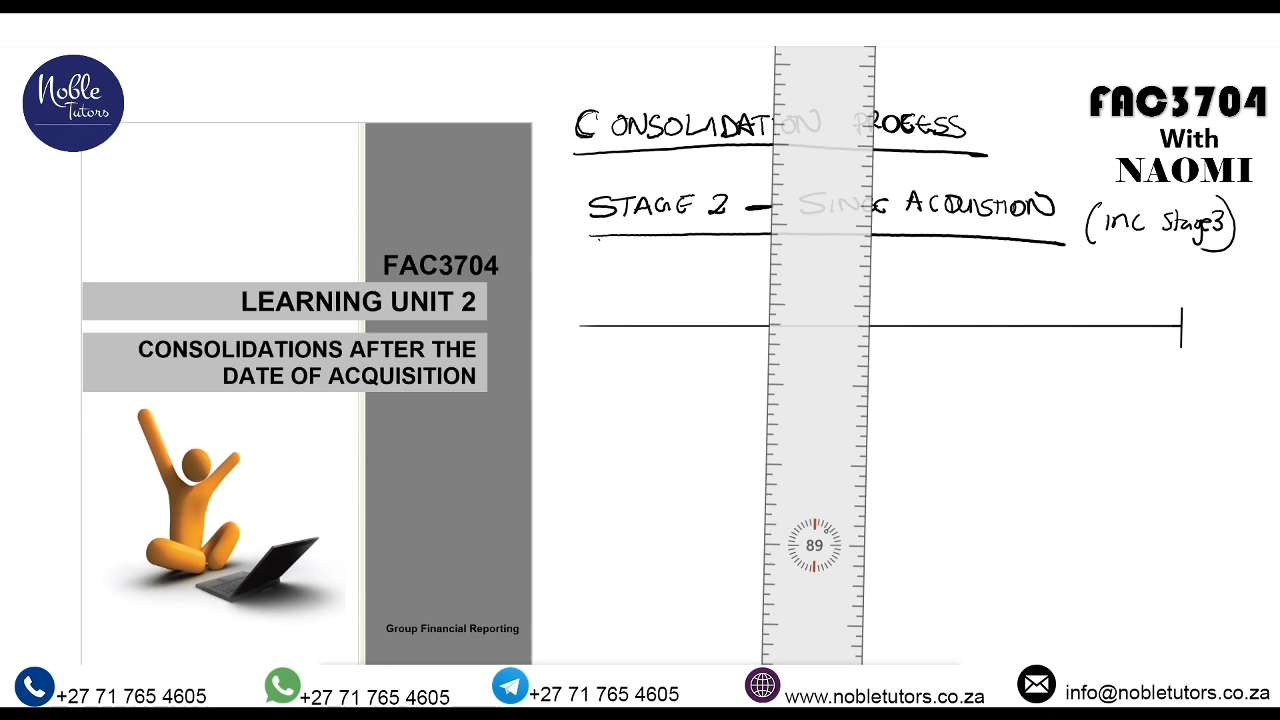 Noble
Tutors
FAC3704
LEARNING UNIT 2
CONSOLIDATIONS AFTER THE
DATE OF ACQUISITION
Group Financial Reporting
CONSOLIDATION PROCESS
STAGE 2 - SINGLE ACQUISTION
(inc Stage3)
89
FAC3704
With
NAOMI
+27 71 765 4605
+27 71 765 4605
+27 71 765 4605
www.nobletutors.co.za
info@nobletutors.co.za